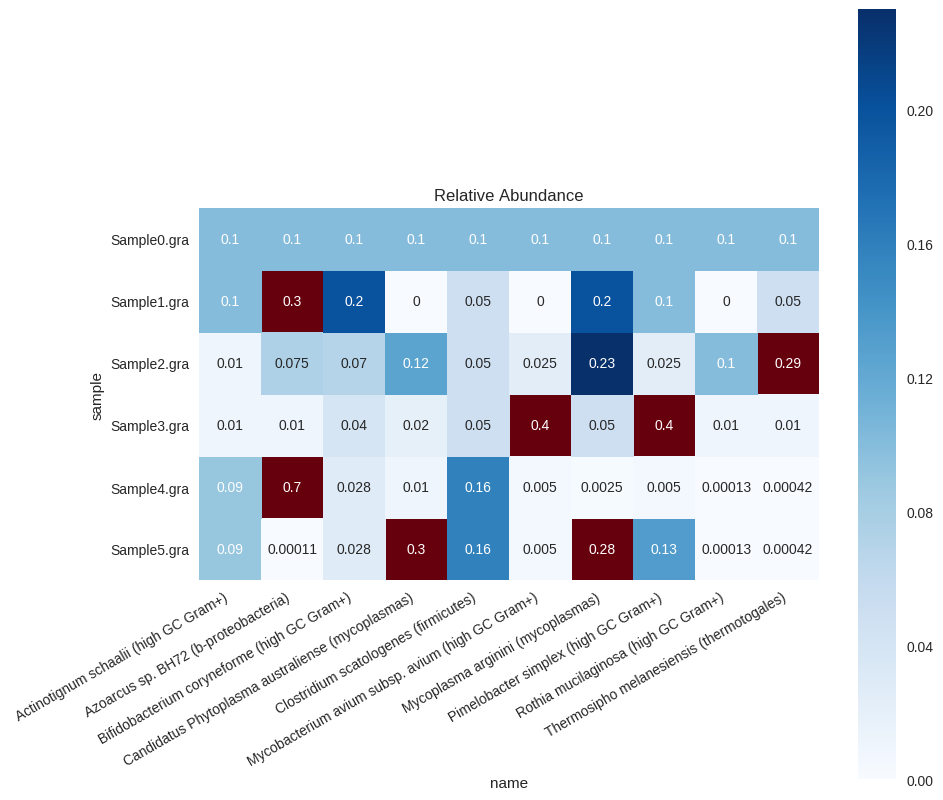 Relative Abundance
Sample0.gra 0.1 0.1 0.1 0.1 0.1 0.1 0.1 0.1 0.1 0.1
Sample1.gra 0.1 0.3 0.2 0 0.05 0 0.2 0.1 0 0.05
Sample2.gra 0.01 0.075 0.07 0.12 0.05 0.025 0.23 0.025 0.1 0.29
Sample3.gra 0.01 0.01 0.04 0.02 0.05 0.4 0.05 0.4 0.01 0.01
Sample4.gra 0.09 0.7 0.028 0.01 0.16 0.005 0.0025 0.005 0.00013 0.00042
Sample5.gra 0.09 0.00011 0.028 0.3 0.16 0.005 0.28 0.13 0.00013 0.00042
sample
Actinotignum schaalii (high GC Gram+)
Azoarcus sp. BH72 (b-proteobacteria)
Bifidobacterium coryneforme (high GC Gram+)
Candidatus Phytoplasma australiense (mycoplasmas)
Clostridium scatologenes (firmicutes)
Mycobacterium avium subsp. avium (high GC Gram+)
Mycoplasma arginini (mycoplasmas)
Pimelobacter simplex (high GC Gram+)
Rothia mucilaginosa (high GC Gram+)
Thermosipho melanesiensis (thermotogales)
name
0.20
0.16
0.12
0.08
0.04
0.00